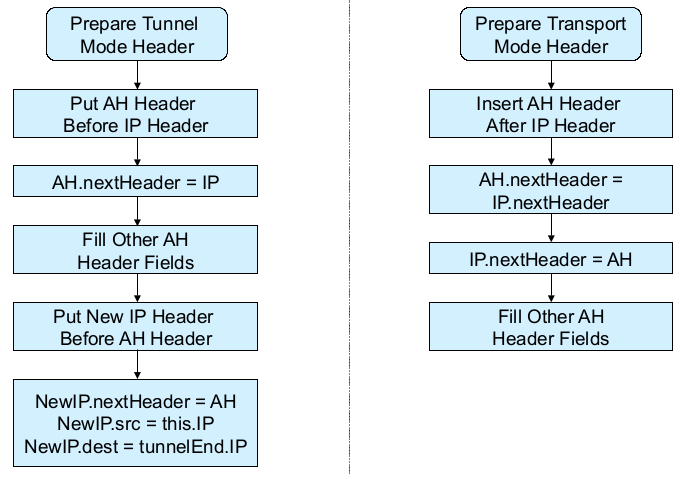 Prepare Tunnel
Mode Header
Put AH Header
Before IP Header
AH.nextHeader = IP
Fill Other AH
Header Fields
Put New IP Header
Before AH Header
NewIP.nextHeader = AH
NewIP.src = this.IP
NewIP.dest = tunnelEnd.IP
Prepare Transport
Mode Header
Insert AH Header
After IP Header
AH.nextHeader =
IP.nextHeader
IP.nextHeader = AH
Fill Other AH
Header Fields